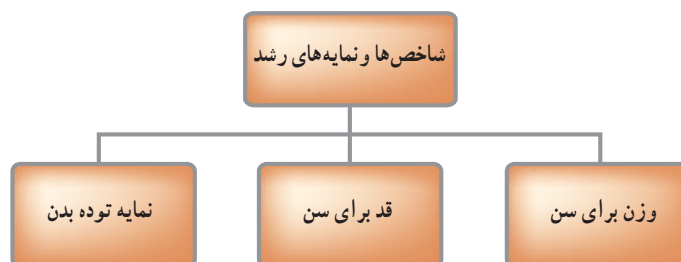 شاخص‌ها و نمایه‌های رشد
وزن برای سن
قد برای سن
نمایه توده بدن